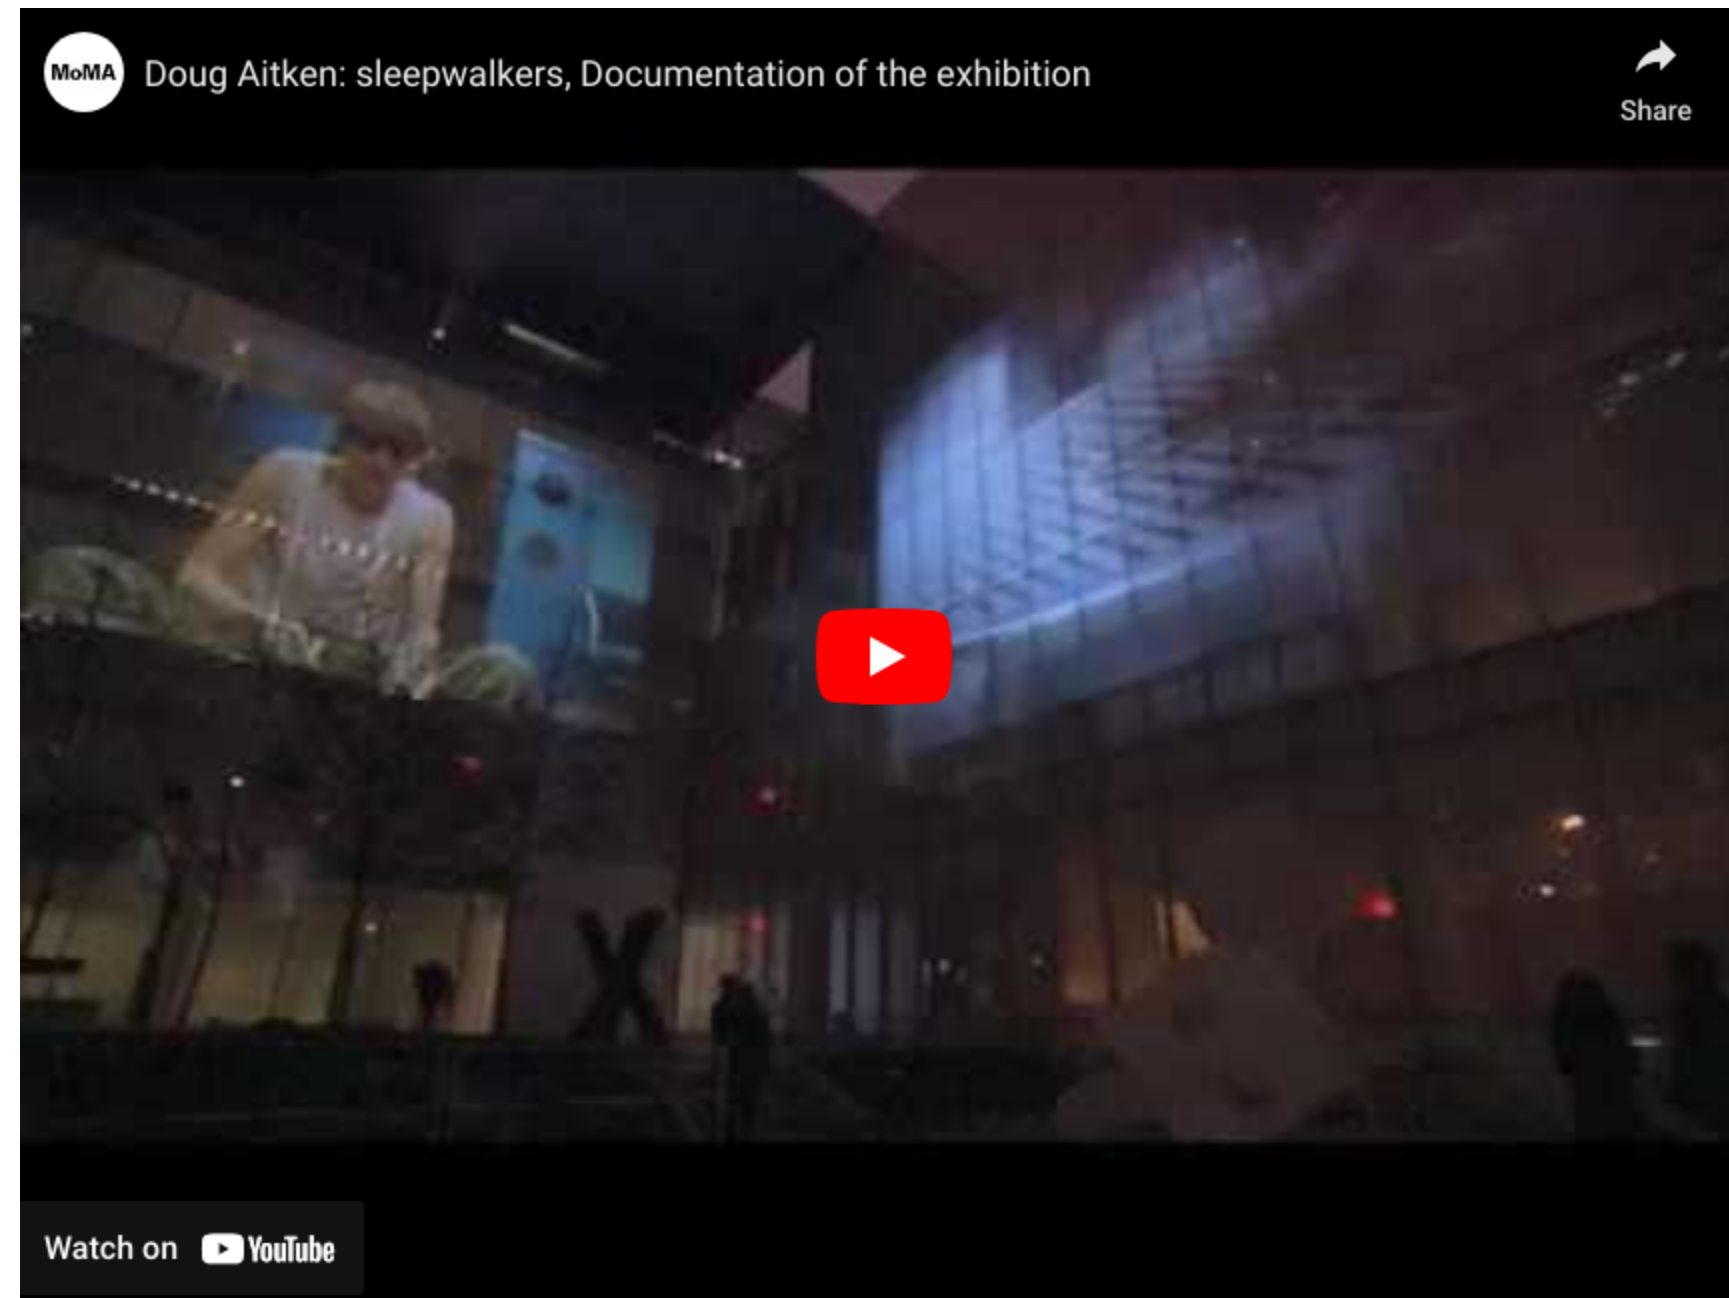 MoMA
Doug Aitken: sleepwalkers, Documentation of the exhibition
Share
Watch on YouTube